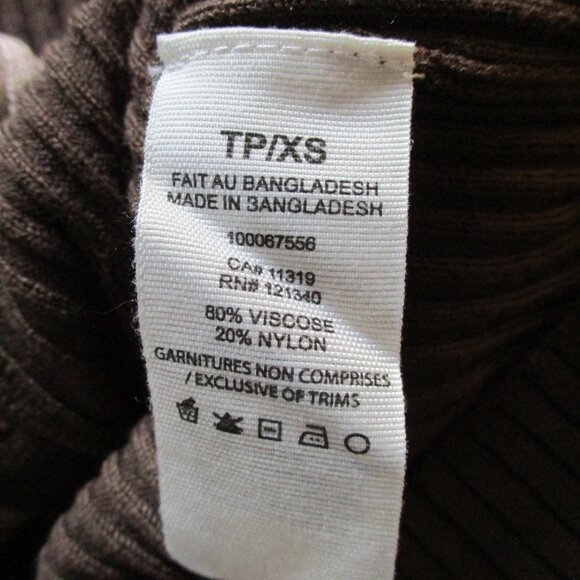 TP/XS
FAIT AU BANGLADESH
MADE IN BANGLADESH
100067556
CA# 11319
RN# 121340
80% VISCOSE
20% NYLON
GARNITURES NON COMPRISES
/ EXCLUSIVE OF TRIMS